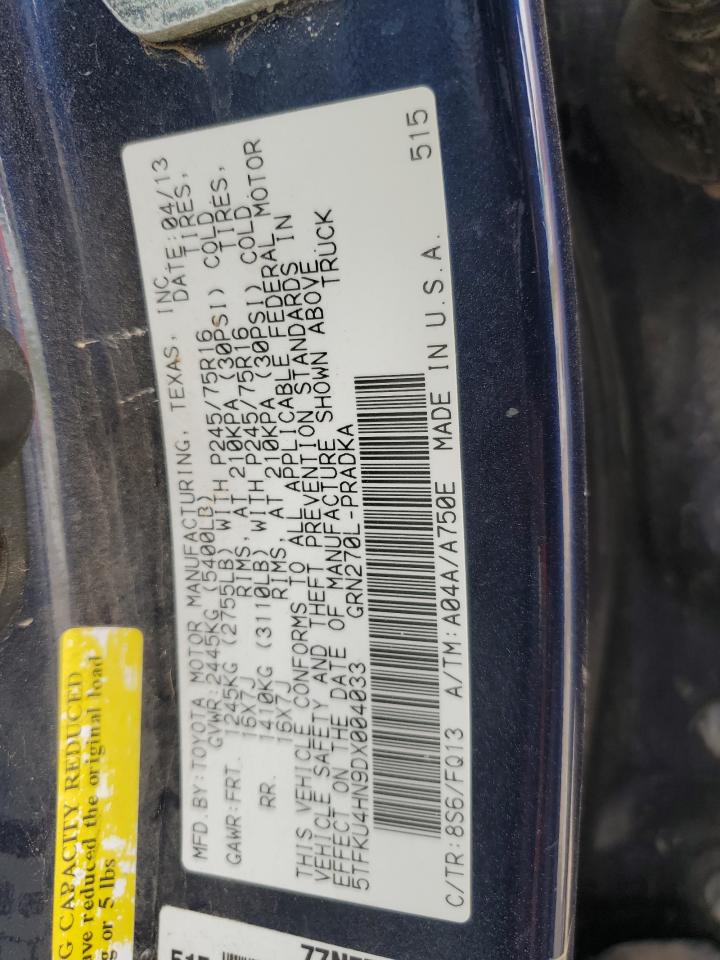 MFD.BY:TOYOTA MOTOR MANUFACTURING, TEXAS, INC.
GVWR:2445KG (5400LB) DATE:04/13
GAWR:FRT. 1245KG (2755LB) WITH P245/75R16 TIRES,
16X7J RIMS, AT 210KPA (30PSI) COLD
RR. 1410KG (3110LB) WITH P245/75R16 TIRES,
16X7J RIMS, AT 210KPA (30PSI) COLD
THIS VEHICLE CONFORMS TO ALL APPLICABLE FEDERAL MOTOR
VEHICLE SAFETY AND THEFT PREVENTION STANDARDS IN
EFFECT ON THE DATE OF MANUFACTURE SHOWN ABOVE.
5TFKU4HN9DX004033 GRN270L-PRADKA TRUCK
C/TR:8S6/FQ13 A/TM:A04A/A750E MADE IN U.S.A. 515
G CAPACITY REDUCED
ave reduced the original load
g or 5 lbs